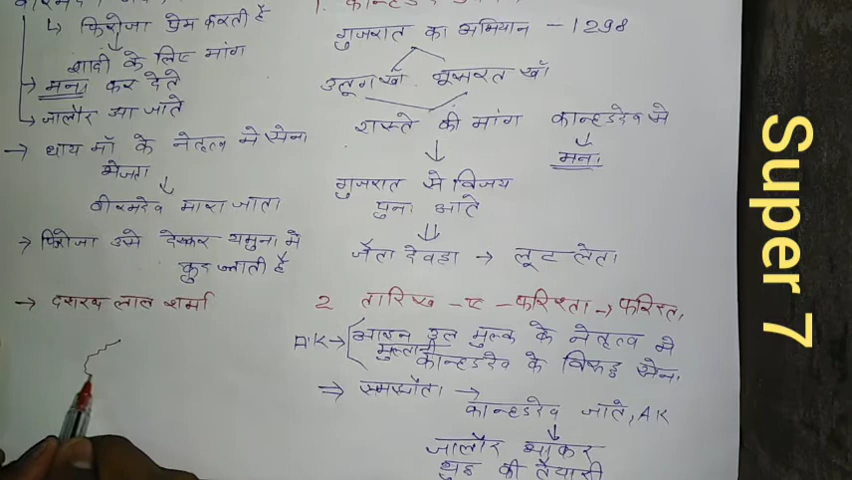 ↳ फिरोजा प्रेम करती है
शादी के लिए मांग
→ मना कर देते
→ जालौर आ जाते
→ धाय माँ के नेतृत्व मे सेना
भेजता
वीरमदेव मारा जाता
→ फिरोजा उसे देखकर यमुना मे
कुद जाती है
→ दशरथ लाल शर्मा
गुजरात का अभियान - 1298
उलूग खाँ नूसरत खाँ
रास्ते की मांग कान्हडदेव से
मना
गुजरात मे विजय
पुनः आते
जैता देवडा → लूट लेता
2 तारिख - ए - फरिश्ता → फरिश्ता
AK → आइन उल मुल्क के नेतृत्व मे
मुल्तानी
कान्हडदेव के विरुद्ध सेना
⇒ समझौता →
कान्हडदेव जाते, AK
जालौर आकर
युद्ध की तैयारी
Super 7